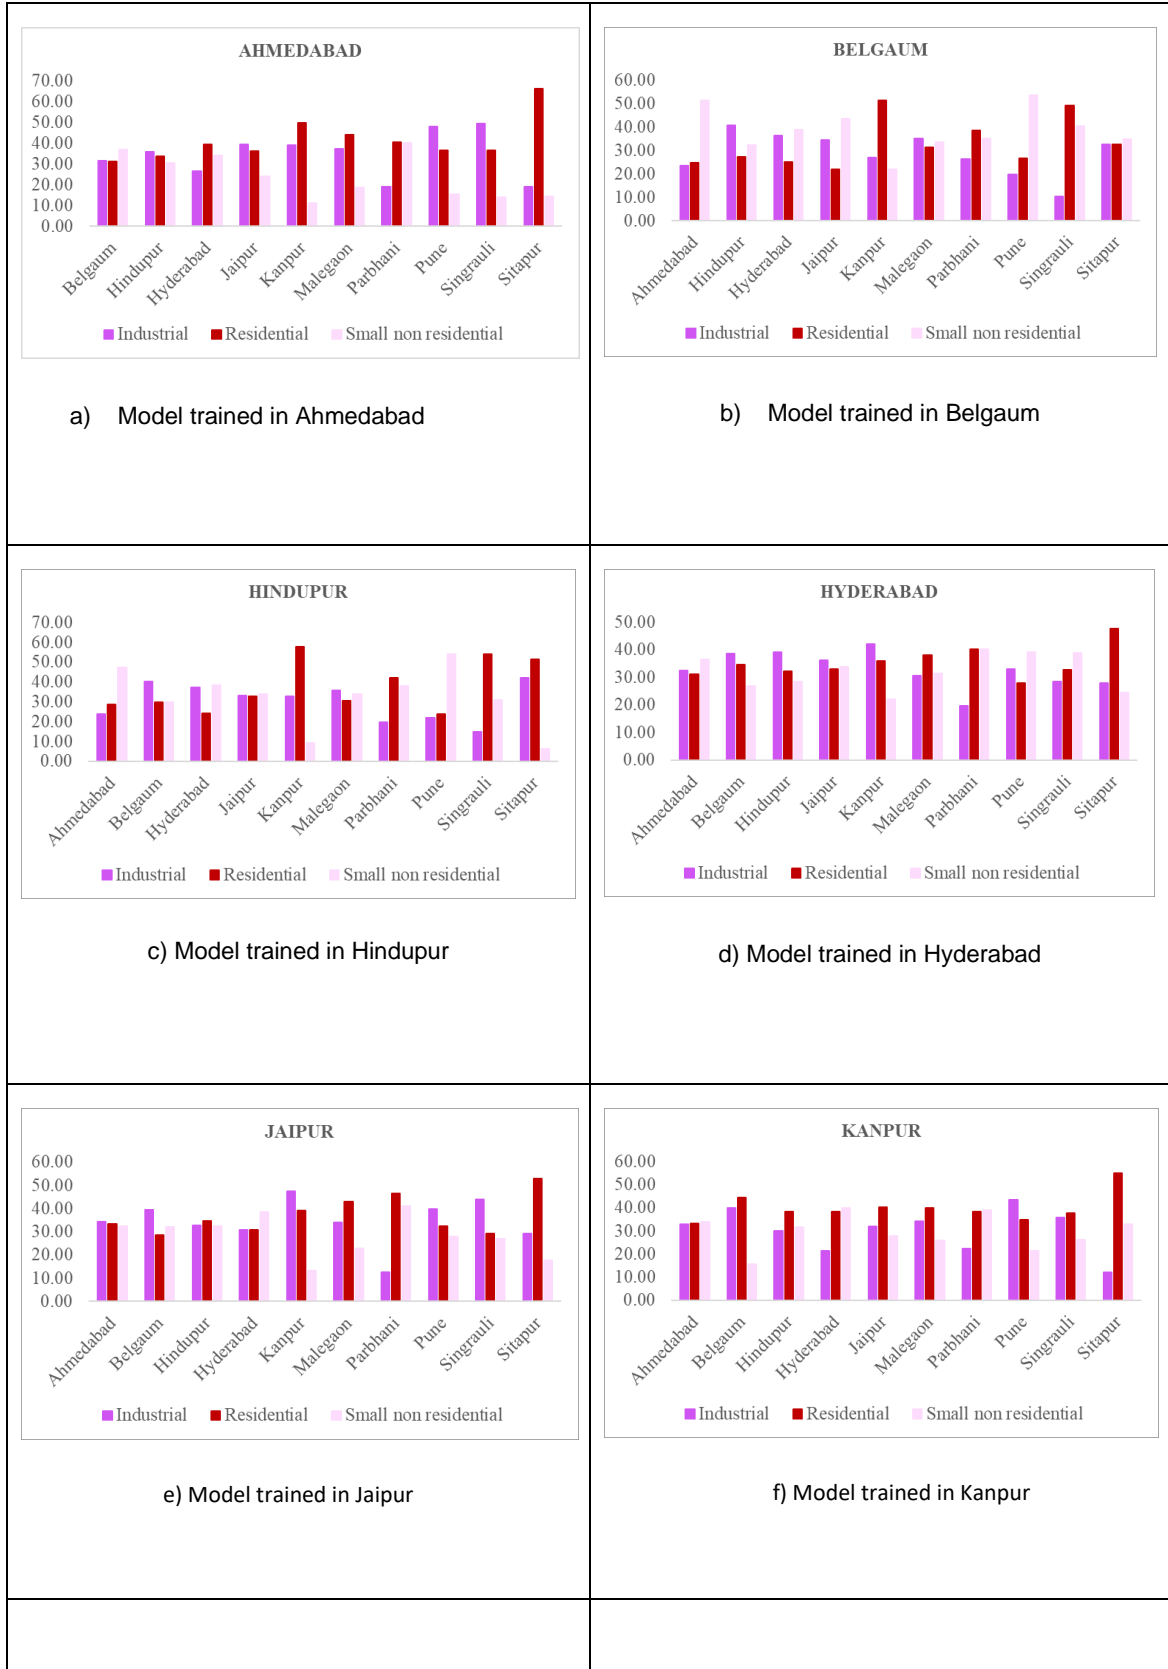 AHMEDABAD
70.00
60.00
50.00
40.00
30.00
20.00
10.00
0.00
Belgaum
Hindupur
Hyderabad
Jaipur
Kanpur
Malegaon
Parbhani
Pune
Singrauli
Sitapur
Industrial Residential Small non residential
a) Model trained in Ahmedabad
BELGAUM
60.00
50.00
40.00
30.00
20.00
10.00
0.00
Ahmedabad
Hindupur
Hyderabad
Jaipur
Kanpur
Malegaon
Parbhani
Pune
Singrauli
Sitapur
Industrial Residential Small non residential
b) Model trained in Belgaum
HINDUPUR
70.00
60.00
50.00
40.00
30.00
20.00
10.00
0.00
Ahmedabad
Belgaum
Hyderabad
Jaipur
Kanpur
Malegaon
Parbhani
Pune
Singrauli
Sitapur
Industrial Residential Small non residential
c) Model trained in Hindupur
HYDERABAD
50.00
40.00
30.00
20.00
10.00
0.00
Ahmedabad
Belgaum
Hindupur
Jaipur
Kanpur
Malegaon
Parbhani
Pune
Singrauli
Sitapur
Industrial Residential Small non residential
d) Model trained in Hyderabad
JAIPUR
60.00
50.00
40.00
30.00
20.00
10.00
0.00
Ahmedabad
Belgaum
Hindupur
Hyderabad
Kanpur
Malegaon
Parbhani
Pune
Singrauli
Sitapur
Industrial Residential Small non residential
e) Model trained in Jaipur
KANPUR
60.00
50.00
40.00
30.00
20.00
10.00
0.00
Ahmedabad
Belgaum
Hindupur
Hyderabad
Jaipur
Malegaon
Parbhani
Pune
Singrauli
Sitapur
Industrial Residential Small non residential
f) Model trained in Kanpur